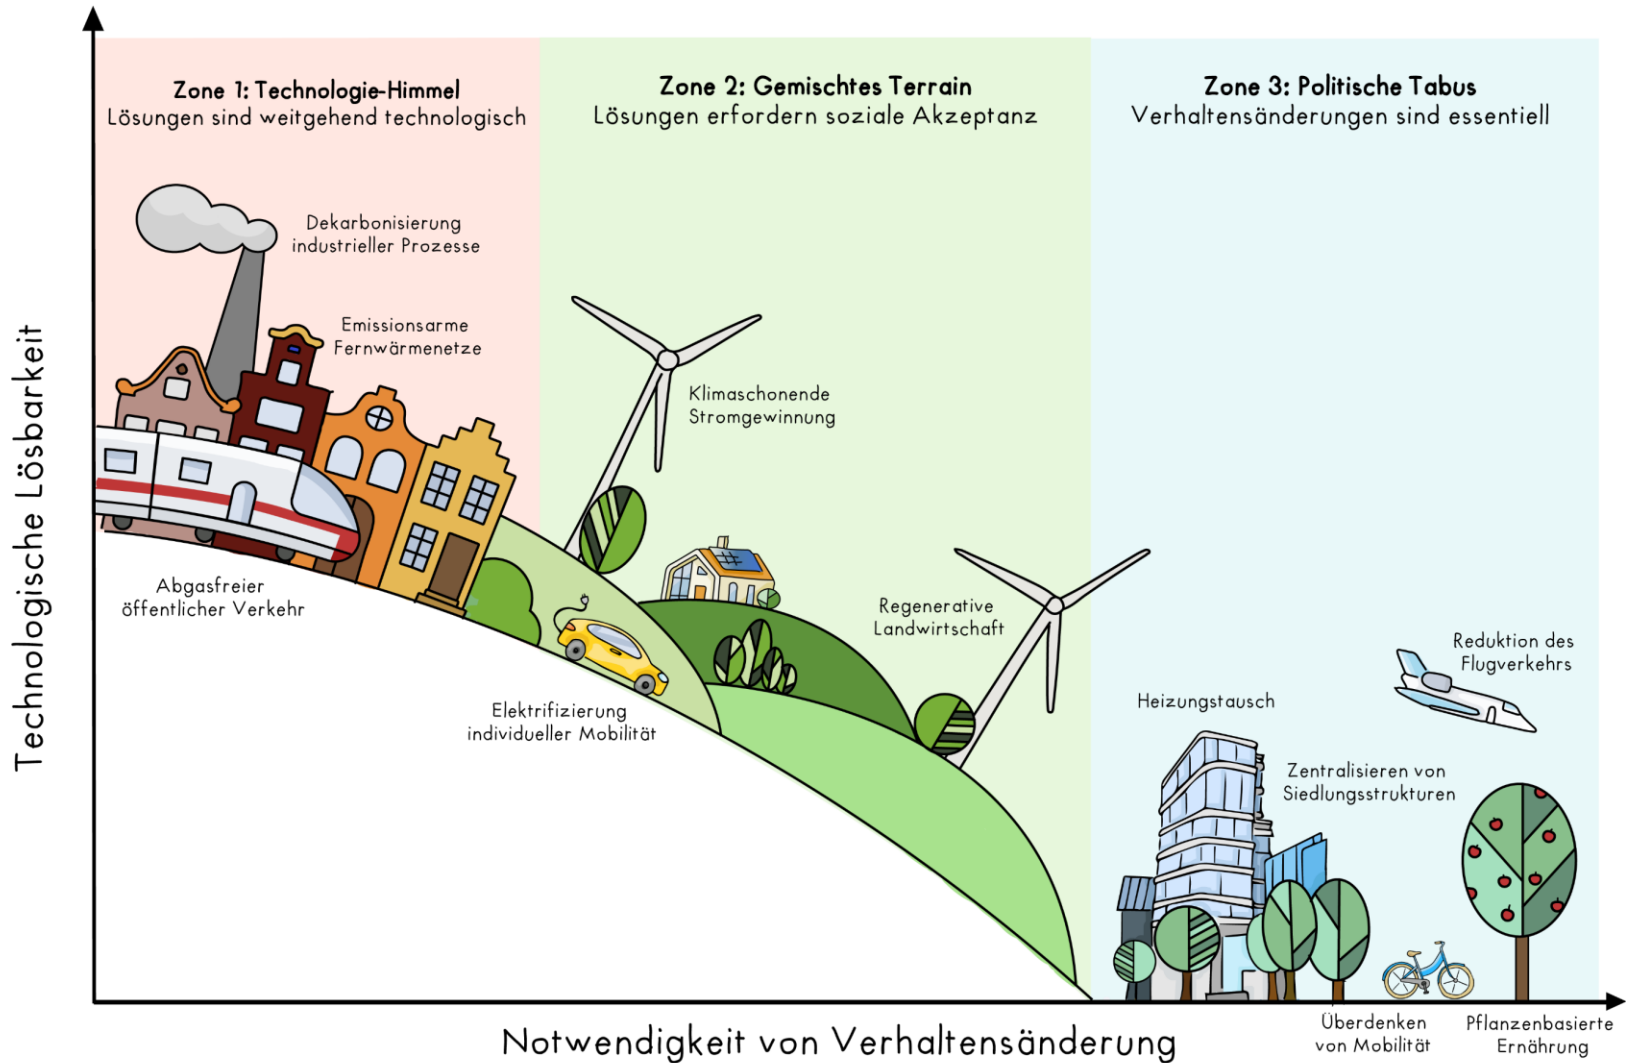 Zone 1: Technologie-Himmel
Lösungen sind weitgehend technologisch
Zone 2: Gemischtes Terrain
Lösungen erfordern soziale Akzeptanz
Zone 3: Politische Tabus
Verhaltensänderungen sind essentiell
Dekarbonisierung
industrieller Prozesse
Emissionsarme
Fernwärmenetze
Abgasfreier
öffentlicher Verkehr
Klimaschonende
Stromgewinnung
Elektrifizierung
individueller Mobilität
Regenerative
Landwirtschaft
Heizungstausch
Reduktion des
Flugverkehrs
Zentralisieren von
Siedlungsstrukturen
Überdenken
von Mobilität
Pflanzenbasierte
Ernährung
Technologische Lösbarkeit
Notwendigkeit von Verhaltensänderung